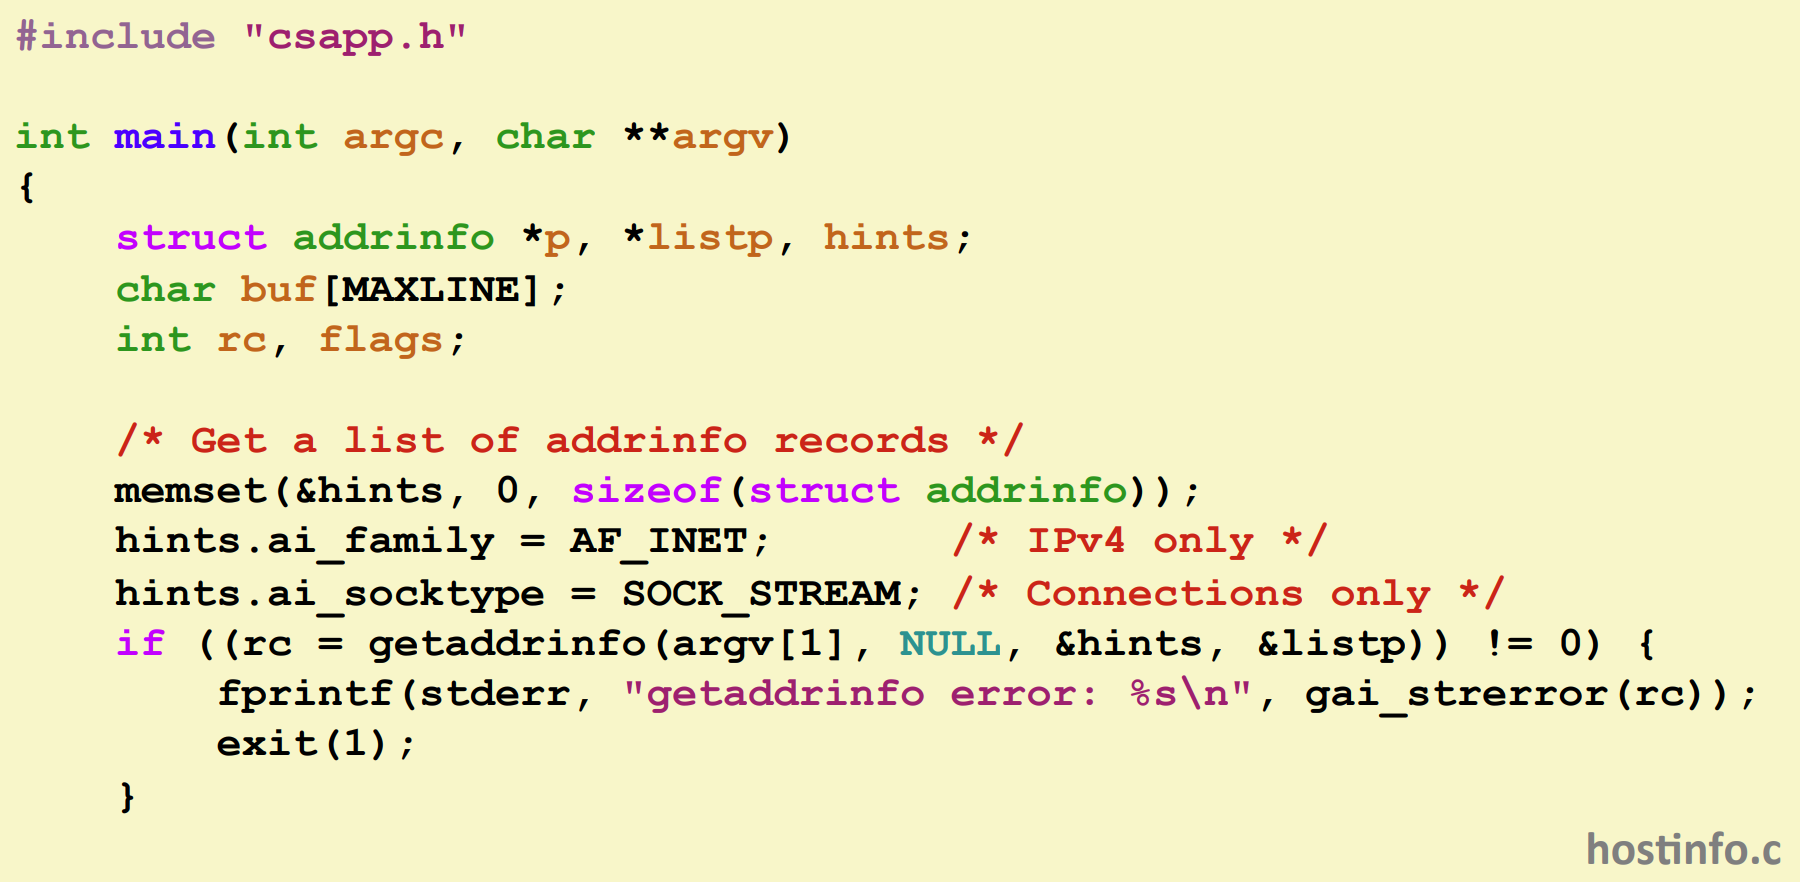 #include "csapp.h"

int main(int argc, char **argv)
{
    struct addrinfo *p, *listp, hints;
    char buf[MAXLINE];
    int rc, flags;

    /* Get a list of addrinfo records */
    memset(&hints, 0, sizeof(struct addrinfo));
    hints.ai_family = AF_INET;       /* IPv4 only */
    hints.ai_socktype = SOCK_STREAM; /* Connections only */
    if ((rc = getaddrinfo(argv[1], NULL, &hints, &listp)) != 0) {
        fprintf(stderr, "getaddrinfo error: %s\n", gai_strerror(rc));
        exit(1);
    }
hostinfo.c